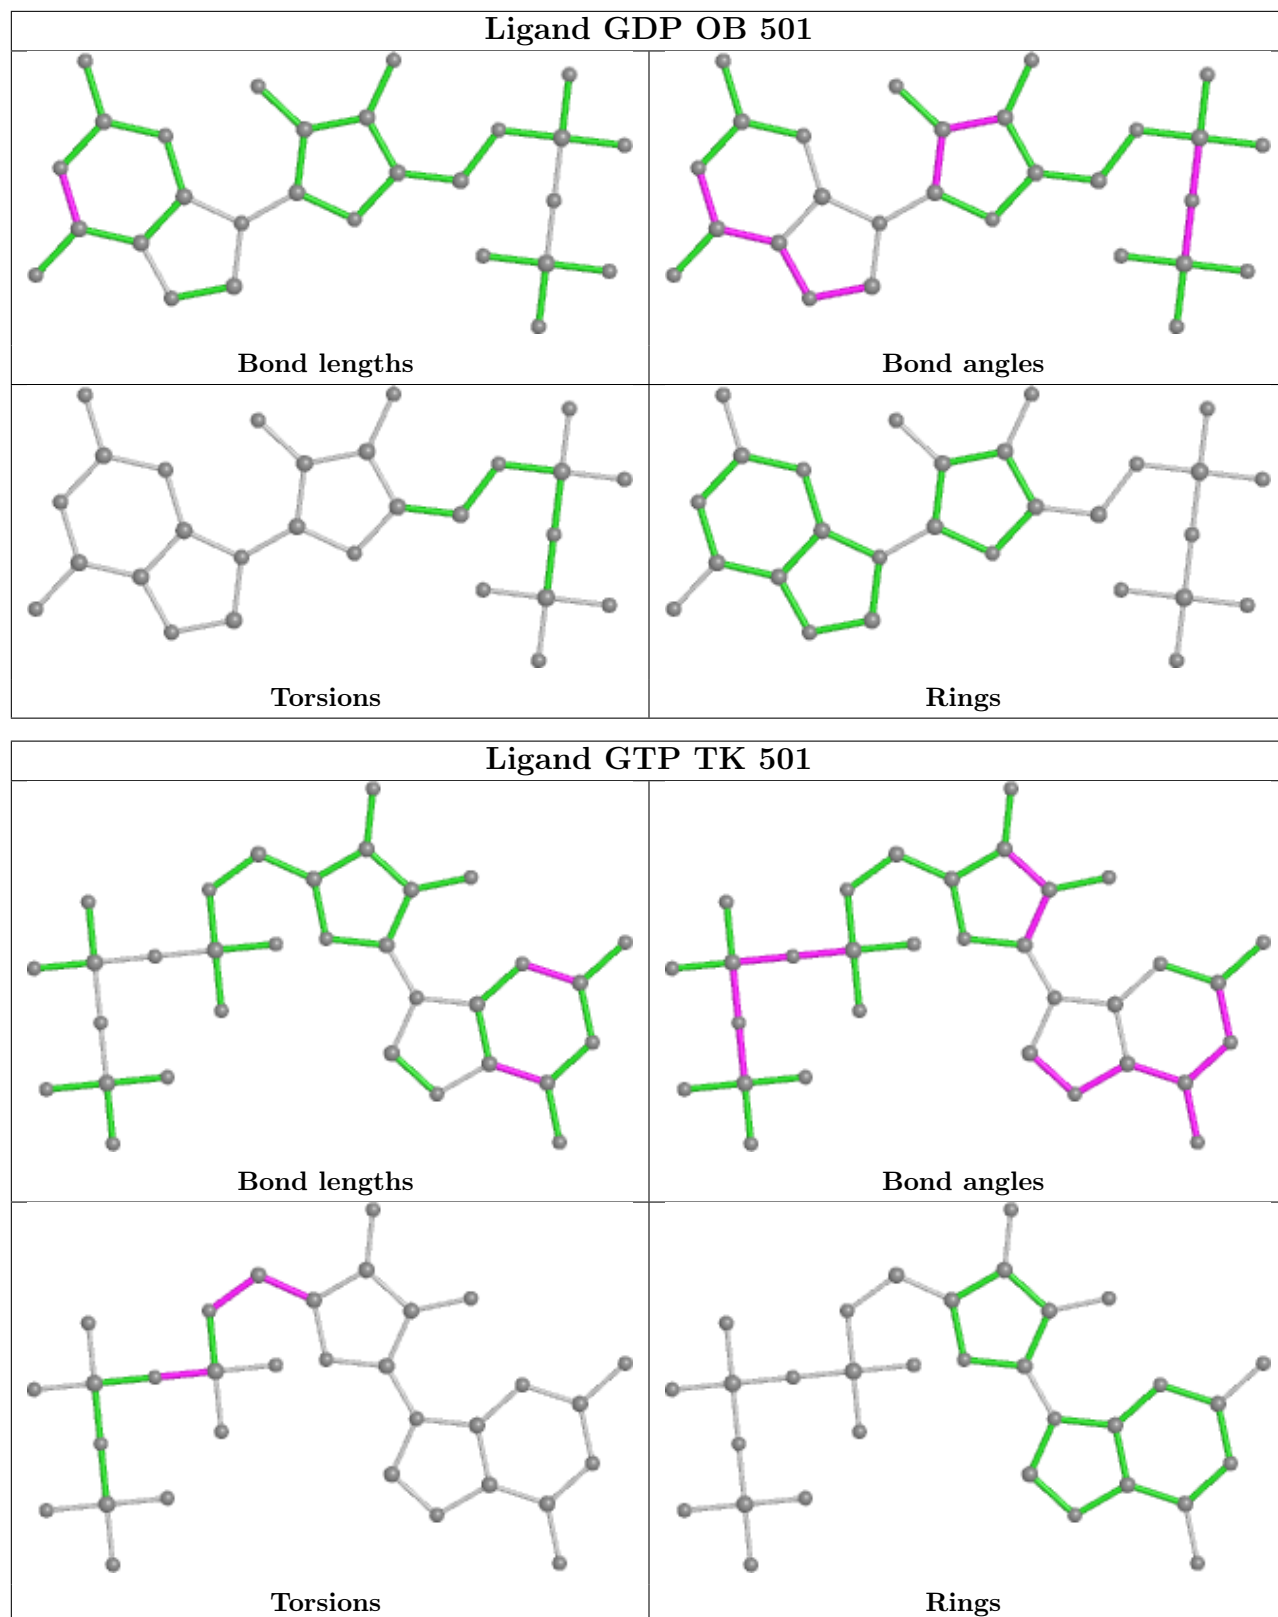 Ligand GDP OB 501
Bond lengths
Bond angles
Torsions
Rings
Ligand GTP TK 501
Bond lengths
Bond angles
Torsions
Rings